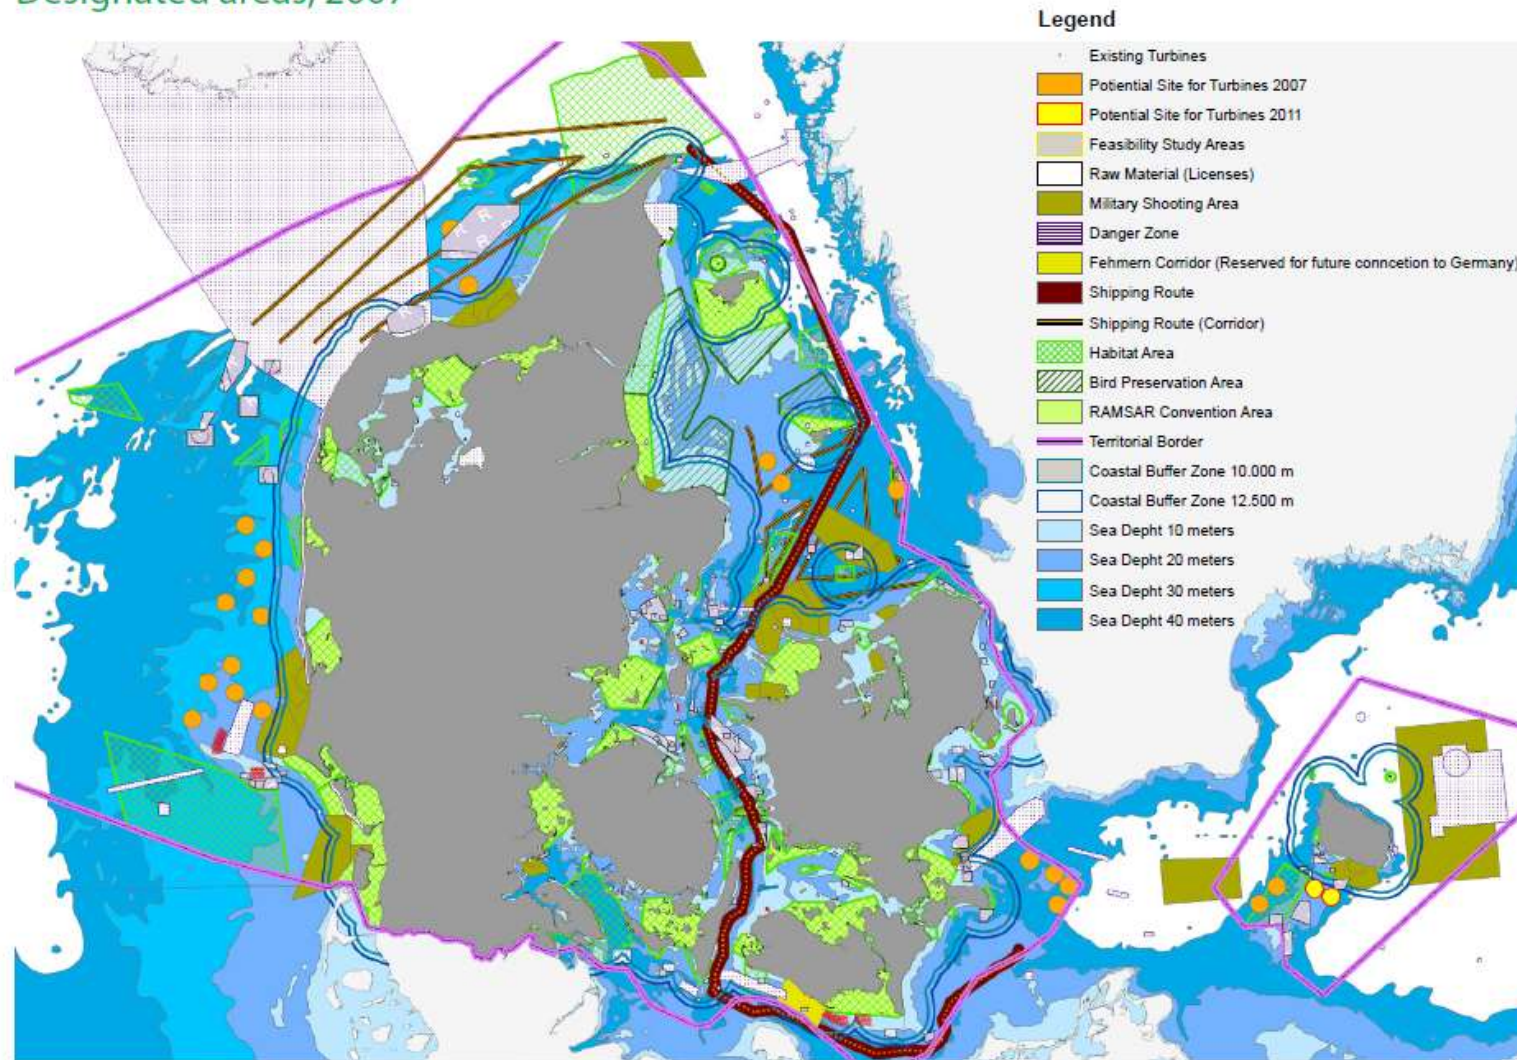 Designated areas, 2007
Legend
Existing Turbines
Potiential Site for Turbines 2007
Potential Site for Turbines 2011
Feasibility Study Areas
Raw Material (Licenses)
Military Shooting Area
Danger Zone
Fehmern Corridor (Reserved for future conncetion to Germany)
Shipping Route
Shipping Route (Corridor)
Habitat Area
Bird Preservation Area
RAMSAR Convention Area
Territorial Border
Coastal Buffer Zone 10.000 m
Coastal Buffer Zone 12.500 m
Sea Depht 10 meters
Sea Depht 20 meters
Sea Depht 30 meters
Sea Depht 40 meters